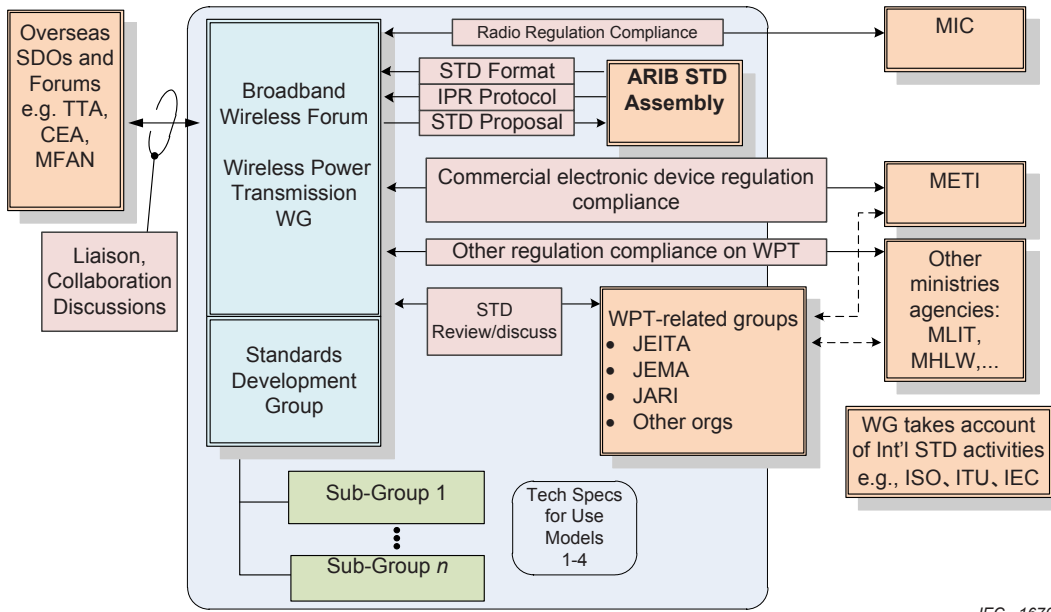 Overseas
SDOs and
Forums
e.g. TTA,
CEA,
MFAN
Liaison,
Collaboration
Discussions
Broadband
Wireless Forum
Wireless Power
Transmission
WG
Standards
Development
Group
Sub-Group 1
Sub-Group n
Radio Regulation Compliance
STD Format
IPR Protocol
STD Proposal
ARIB STD
Assembly
Commercial electronic device regulation
compliance
Other regulation compliance on WPT
STD
Review/discuss
WPT-related groups
• JEITA
• JEMA
• JARI
• Other orgs
Tech Specs
for Use
Models
1-4
MIC
METI
Other
ministries
agencies:
MLIT,
MHLW,...
WG takes account
of Int'l STD activities
e.g., ISO、ITU、IEC